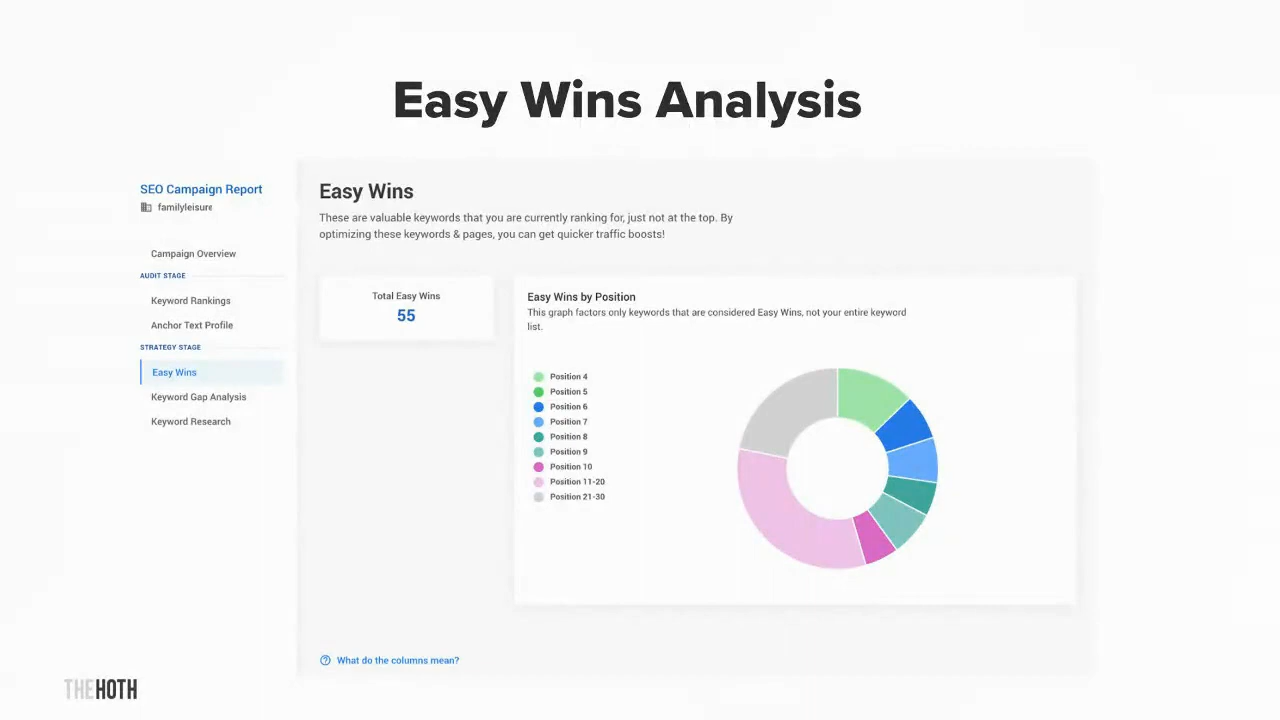 Easy Wins Analysis
SEO Campaign Report
familyleisure
Campaign Overview
AUDIT STAGE
Keyword Rankings
Anchor Text Profile
STRATEGY STAGE
Easy Wins
Keyword Gap Analysis
Keyword Research
Easy Wins
These are valuable keywords that you are currently ranking for, just not at the top. By
optimizing these keywords & pages, you can get quicker traffic boosts!
Total Easy Wins
55
Easy Wins by Position
This graph factors only keywords that are considered Easy Wins, not your entire keyword
list.
Position 4
Position 5
Position 6
Position 7
Position 8
Position 9
Position 10
Position 11-20
Position 21-30
What do the columns mean?
THEHOTH